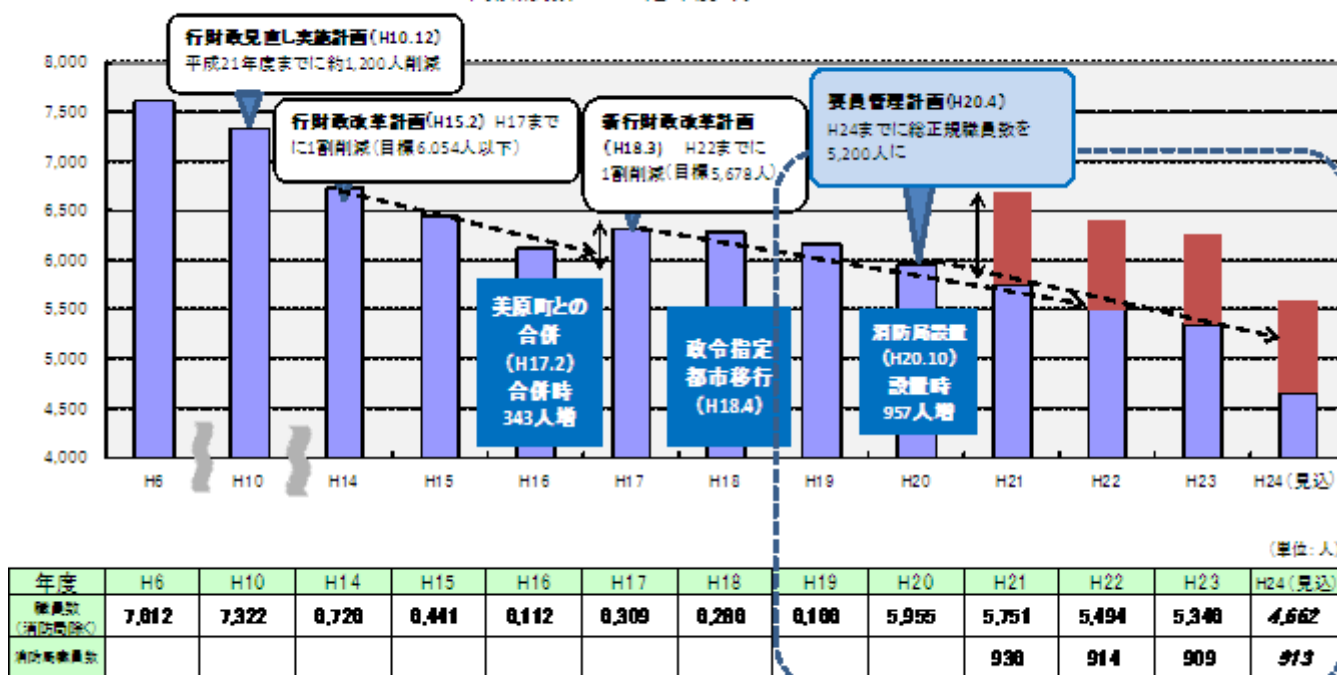 行財政見直し実施計画(H10.12)
平成21年度までに約1,200人削減
行財政改革計画(H15.2) H17まで
に1割削減(目標6.054人以下)
新行財政改革計画
(H18.3) H22までに
1割削減(目標5,678人)
要員管理計画(H20.4)
H24までに総正規職員数を
5,200人に
8,000
7,500
7,000
6,500
6,000
5,500
5,000
4,500
4,000
美原町との
合併
(H17.2)
合併時
343人増
政令指定
都市移行
(H18.4)
消防局設置
(H20.10)
設置時
957人増
H6 H10 H14 H15 H16 H17 H18 H19 H20 H21 H22 H23 H24(見込)
(単位:人)
年度 H6 H10 H14 H15 H16 H17 H18 H19 H20 H21 H22 H23 H24(見込)
職員数
(消防局除く) 7,322 6,441 6,112 6,309 5,955 5,751 5,494 4,662
消防局職員数 914 909 913